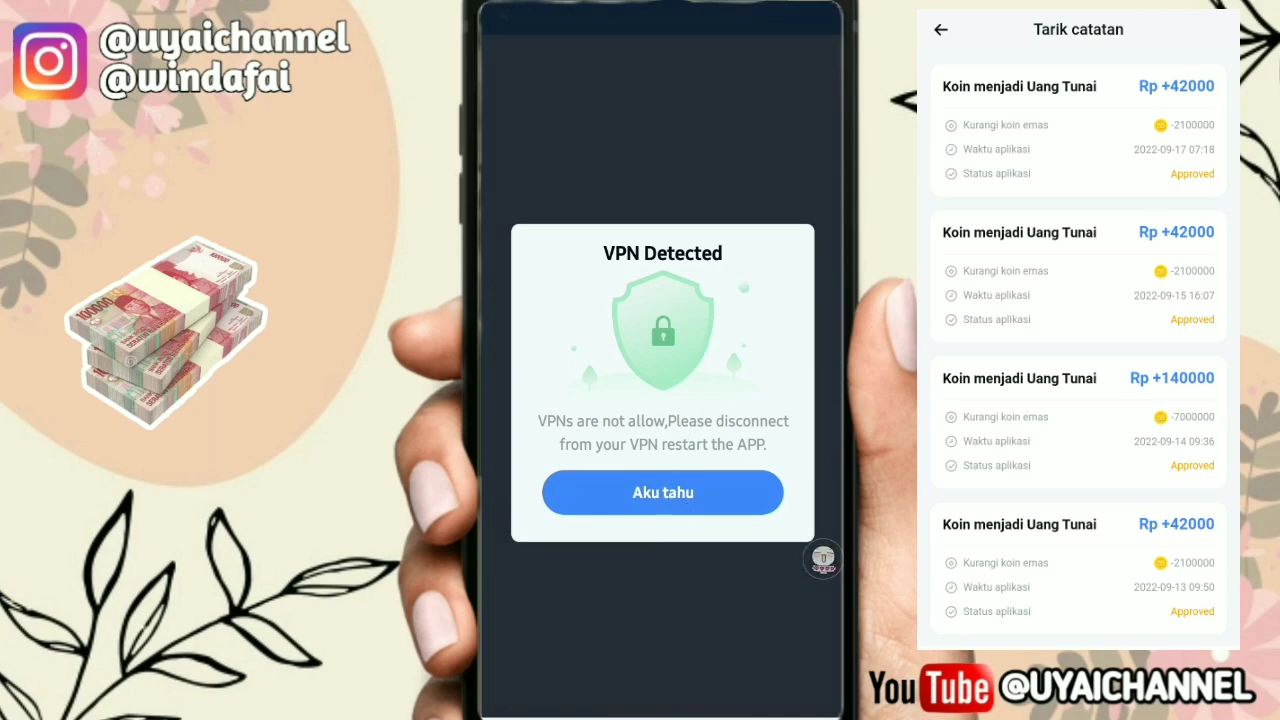 @uyaichannel
@windafai
100000
100000
VPN Detected
VPNs are not allow,Please disconnect
from your VPN restart the APP.
Aku tahu
Tarik catatan
Koin menjadi Uang Tunai Rp +42000
Kurangi koin emas -2100000
Waktu aplikasi 2022-09-17 07:18
Status aplikasi Approved
Koin menjadi Uang Tunai Rp +42000
Kurangi koin emas -2100000
Waktu aplikasi 2022-09-15 16:07
Status aplikasi Approved
Koin menjadi Uang Tunai Rp +140000
Kurangi koin emas -7000000
Waktu aplikasi 2022-09-14 09:36
Status aplikasi Approved
Koin menjadi Uang Tunai Rp +42000
Kurangi koin emas -2100000
Waktu aplikasi 2022-09-13 09:50
Status aplikasi Approved
YouTube @UYAICHANNEL